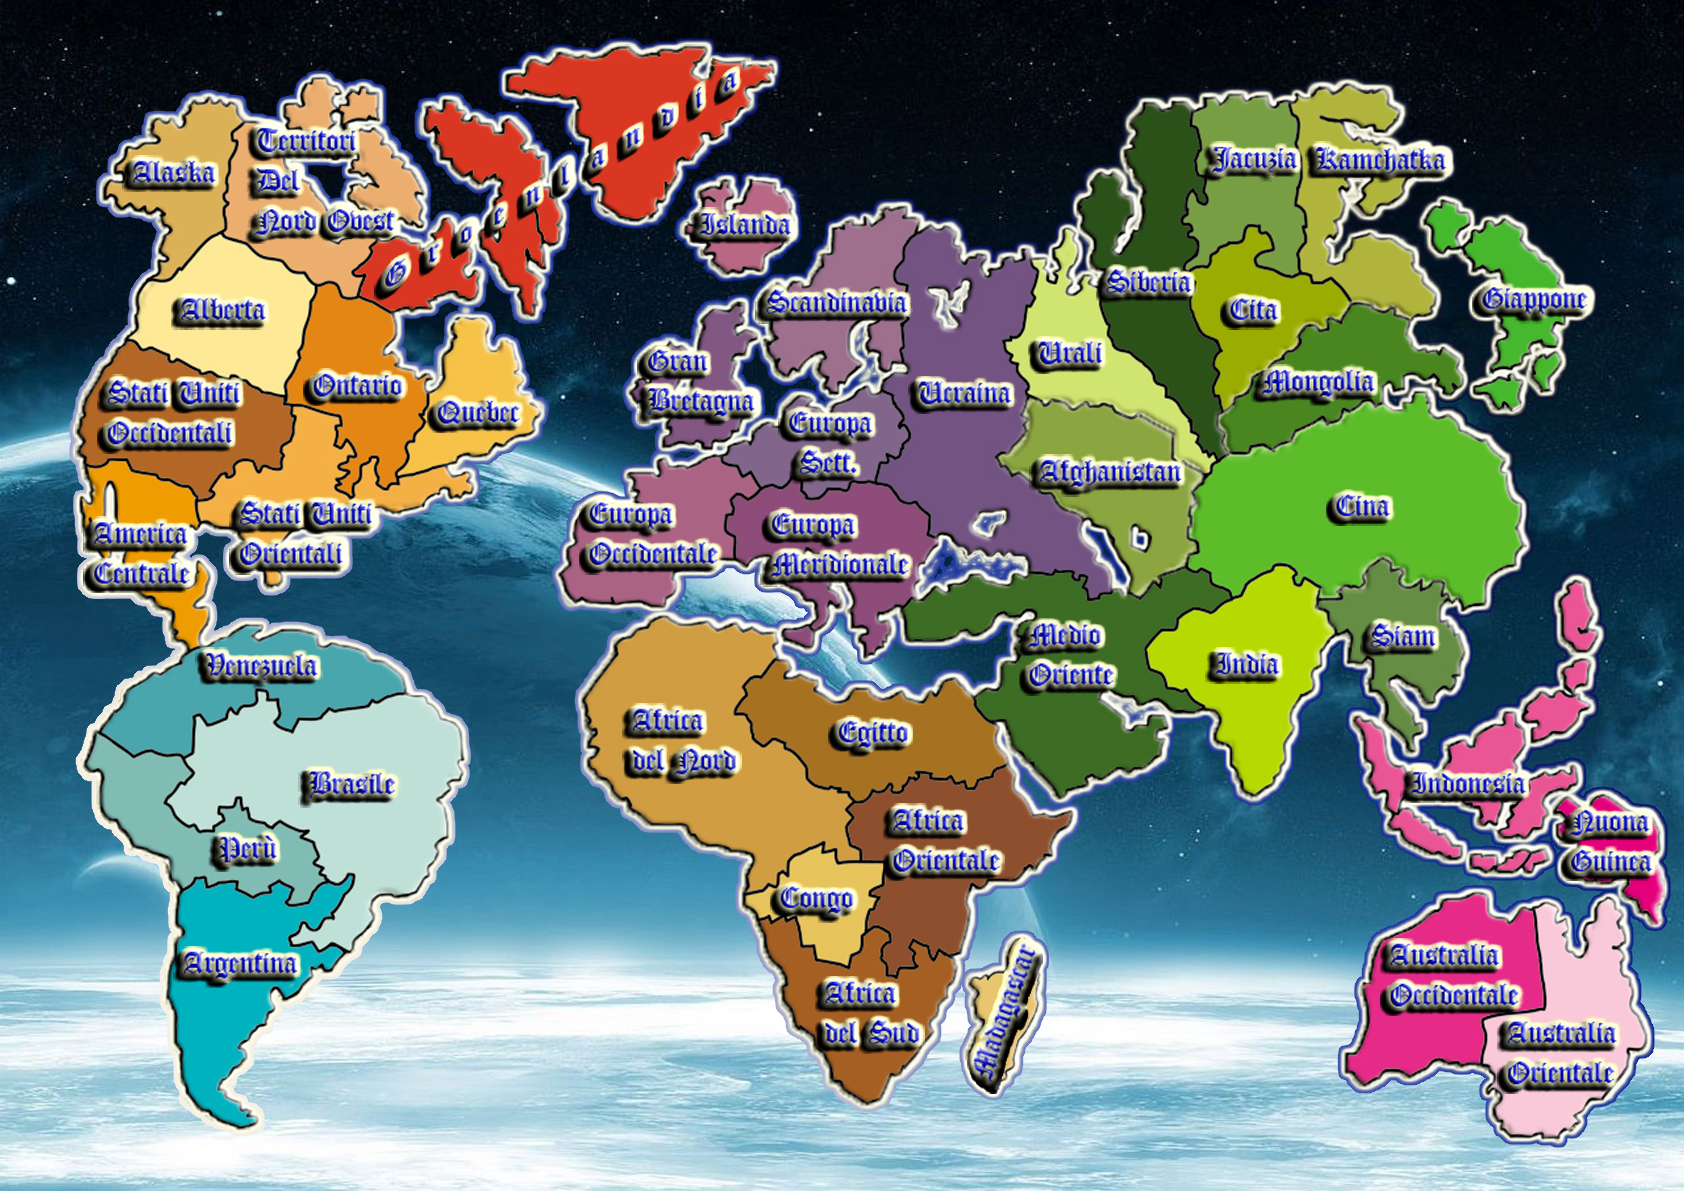 Alaska
Territori
Del
Nord Ovest
Groenlandia
Alberta
Ontario
Quebec
Stati Uniti
Occidentali
Stati Uniti
Orientali
America
Centrale
Venezuela
Brasile
Perù
Argentina
Islanda
Scandinavia
Gran
Bretagna
Europa
Sett.
Ucraina
Europa
Occidentale
Europa
Meridionale
Africa
del Nord
Egitto
Africa
Orientale
Congo
Africa
del Sud
Madagascar
Jacuzia
Kamchatka
Siberia
Cita
Giappone
Urali
Mongolia
Afghanistan
Cina
Medio
Oriente
India
Siam
Indonesia
Nuona
Guinea
Australia
Occidentale
Australia
Orientale